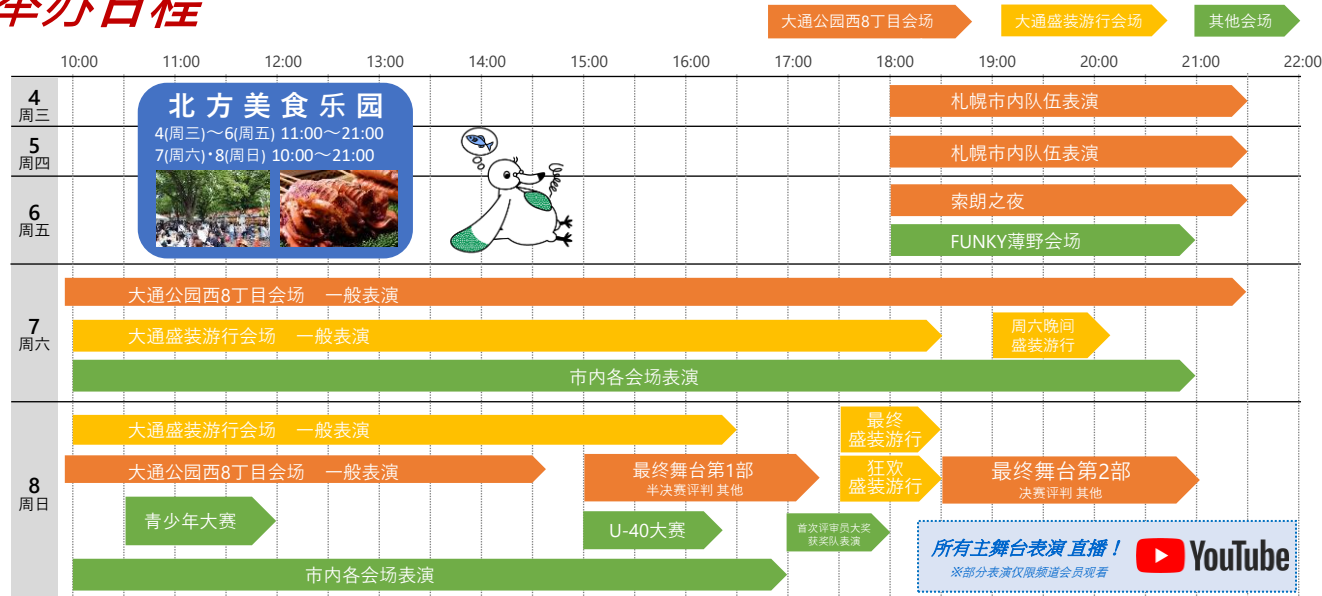 举办日程
大通公园西8丁目会场
大通盛装游行会场
其他会场
10:00 11:00 12:00 13:00 14:00 15:00 16:00 17:00 18:00 19:00 20:00 21:00 22:00
4
周三
北方美食乐园
4(周三)～6(周五) 11:00～21:00
7(周六)･8(周日) 10:00～21:00
札幌市内队伍表演
5
周四
札幌市内队伍表演
6
周五
索朗之夜
FUNKY薄野会场
7
周六
大通公园西8丁目会场 一般表演
大通盛装游行会场 一般表演
周六晚间
盛装游行
市内各会场表演
8
周日
大通盛装游行会场 一般表演
最终
盛装游行
大通公园西8丁目会场 一般表演
最终舞台第1部
半决赛评判 其他
狂欢
盛装游行
最终舞台第2部
决赛评判 其他
青少年大赛
U-40大赛
首次评审员大奖
获奖队表演
市内各会场表演
所有主舞台表演 直播！
※部分表演仅限频道会员观看
YouTube